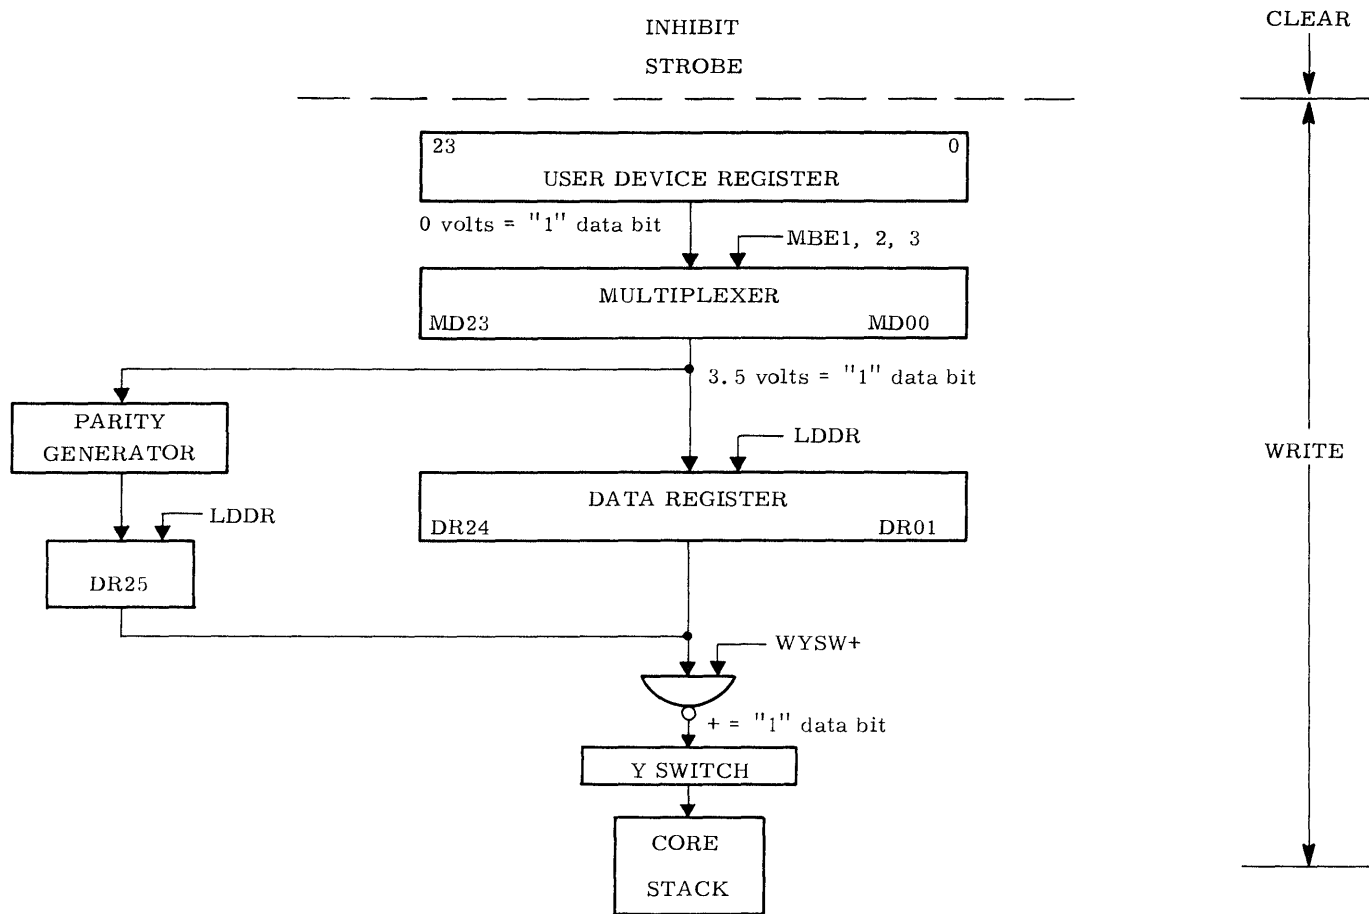 INHIBIT
STROBE
CLEAR
23 0
USER DEVICE REGISTER
0 volts = "1" data bit
MBE1, 2, 3
MULTIPLEXER
MD23 MD00
3.5 volts = "1" data bit
PARITY
GENERATOR
LDDR
WRITE
DATA REGISTER
DR24 DR01
LDDR
DR25
WYSW+
+ = "1" data bit
Y SWITCH
CORE
STACK